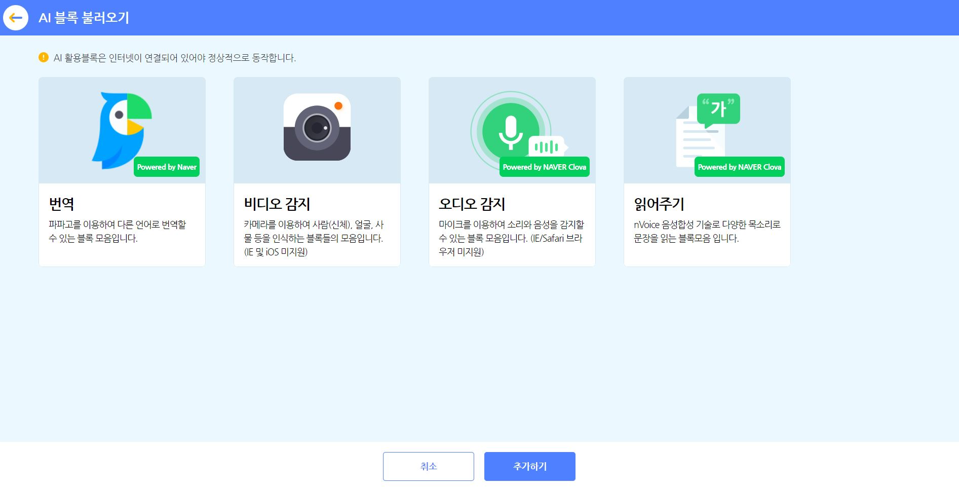 AI 블록 불러오기
AI 활용블록은 인터넷이 연결되어 있어야 정상적으로 동작합니다.
Powered by Naver
번역
파파고를 이용하여 다른 언어로 번역할
수 있는 블록 모음입니다.
비디오 감지
카메라를 이용하여 사람(신체), 얼굴, 사
물 등을 인식하는 블록들의 모음입니다.
(IE 및 iOS 미지원)
Powered by NAVER Clova
오디오 감지
마이크를 이용하여 소리와 음성을 감지할
수 있는 블록 모음입니다. (IE/Safari 브라
우저 미지원)
“가”
Powered by NAVER Clova
읽어주기
nVoice 음성합성 기술로 다양한 목소리로
문장을 읽는 블록모음 입니다.
취소
추가하기